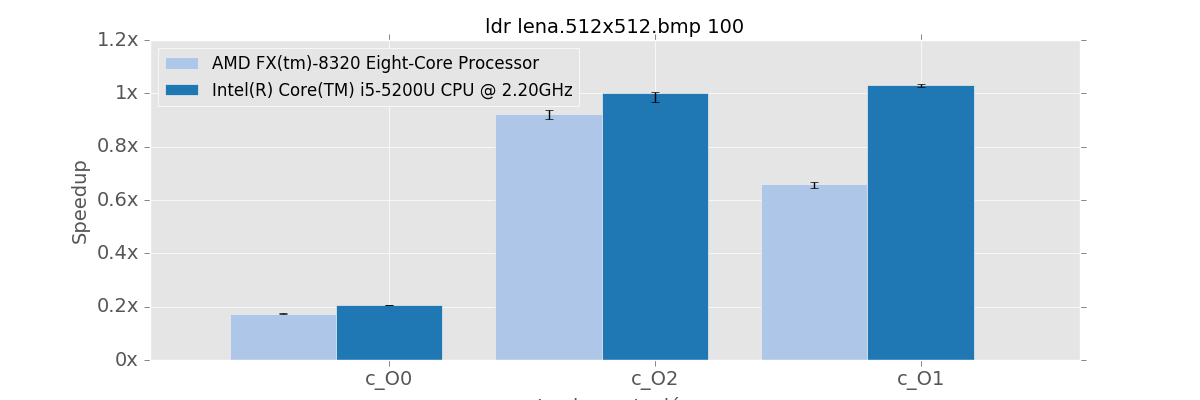 ldr lena.512x512.bmp 100
AMD FX(tm)-8320 Eight-Core Processor
Intel(R) Core(TM) i5-5200U CPU @ 2.20GHz
1.2x
1x
0.8x
0.6x
0.4x
0.2x
0x
Speedup
c_O0
c_O2
c_O1